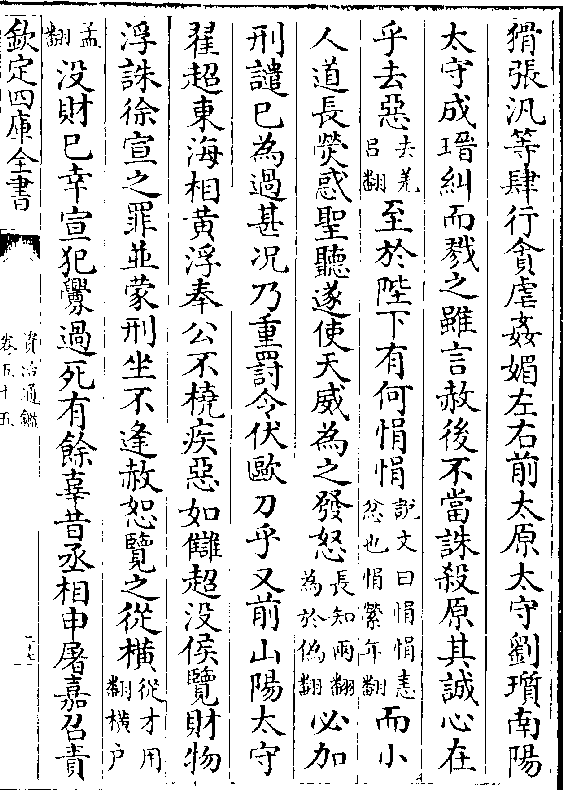 猾張汎等肆行貪虐姦媚左右前太原太守劉瓆南陽
太守成瑨糾而戮之雖言赦後不當誅殺原其誠心在
乎去惡去羌呂翻至於陛下有何悁悁說文曰悁悁恚忿也悁縈年翻而小
人道長熒惑聖聽遂使天威為之發怒長知兩翻為於偽翻必加
刑譴已為過甚况乃重罸令伏歐刀乎又前山陽太守
翟超東海相黃浮奉公不橈疾惡如讎超没侯覽財物
浮誅徐宣之罪並蒙刑坐不逢赦恕覽之從橫從才用翻橫戶
孟翻没財已幸宣犯釁過死有餘辜昔丞相申屠嘉召責
欽定四庫全書
資治通鑑
卷五十五